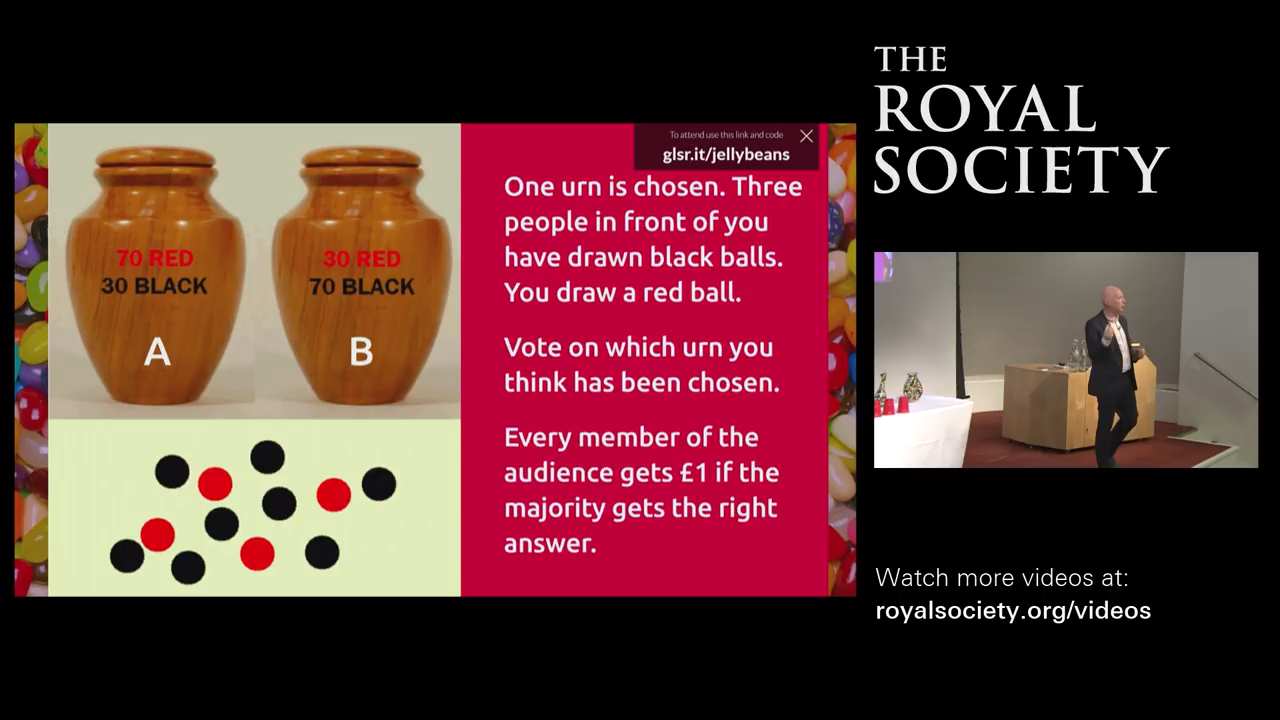 70 RED
30 BLACK
A
30 RED
70 BLACK
B
To attend use this link and code
glsr.it/jellybeans
One urn is chosen. Three
people in front of you
have drawn black balls.
You draw a red ball.
Vote on which urn you
think has been chosen.
Every member of the
audience gets £1 if the
majority gets the right
answer.
THE
ROYAL
SOCIETY
Watch more videos at:
royalsociety.org/videos